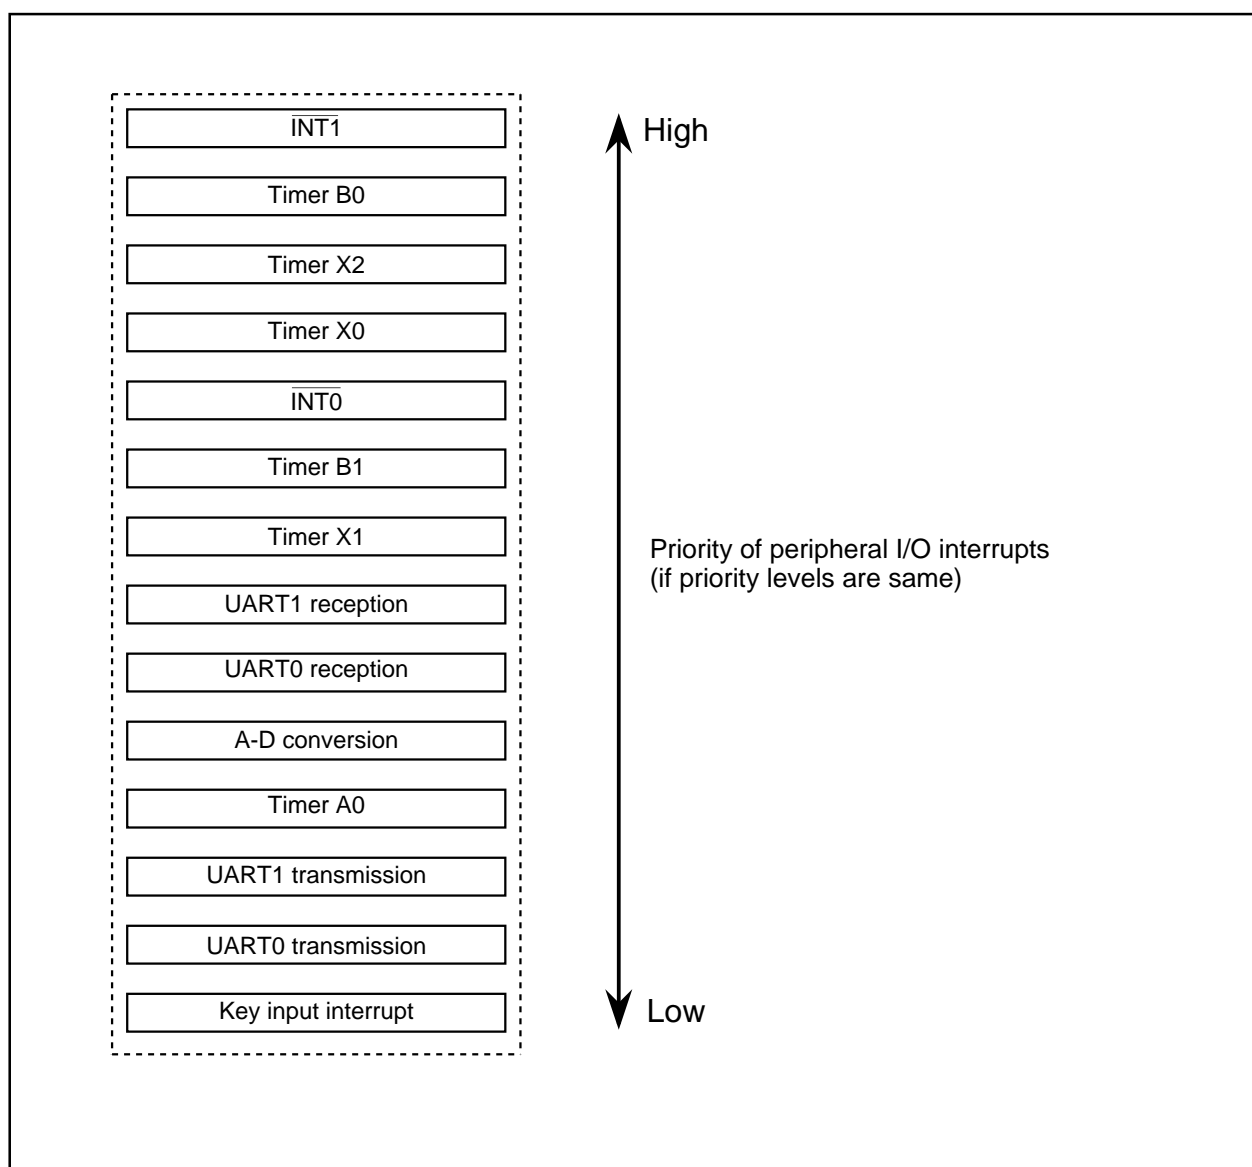 INT1
High
Timer B0
Timer X2
Timer X0
INT0
Timer B1
Timer X1
Priority of peripheral I/O interrupts
(if priority levels are same)
UART1 reception
UART0 reception
A-D conversion
Timer A0
UART1 transmission
UART0 transmission
Key input interrupt
Low